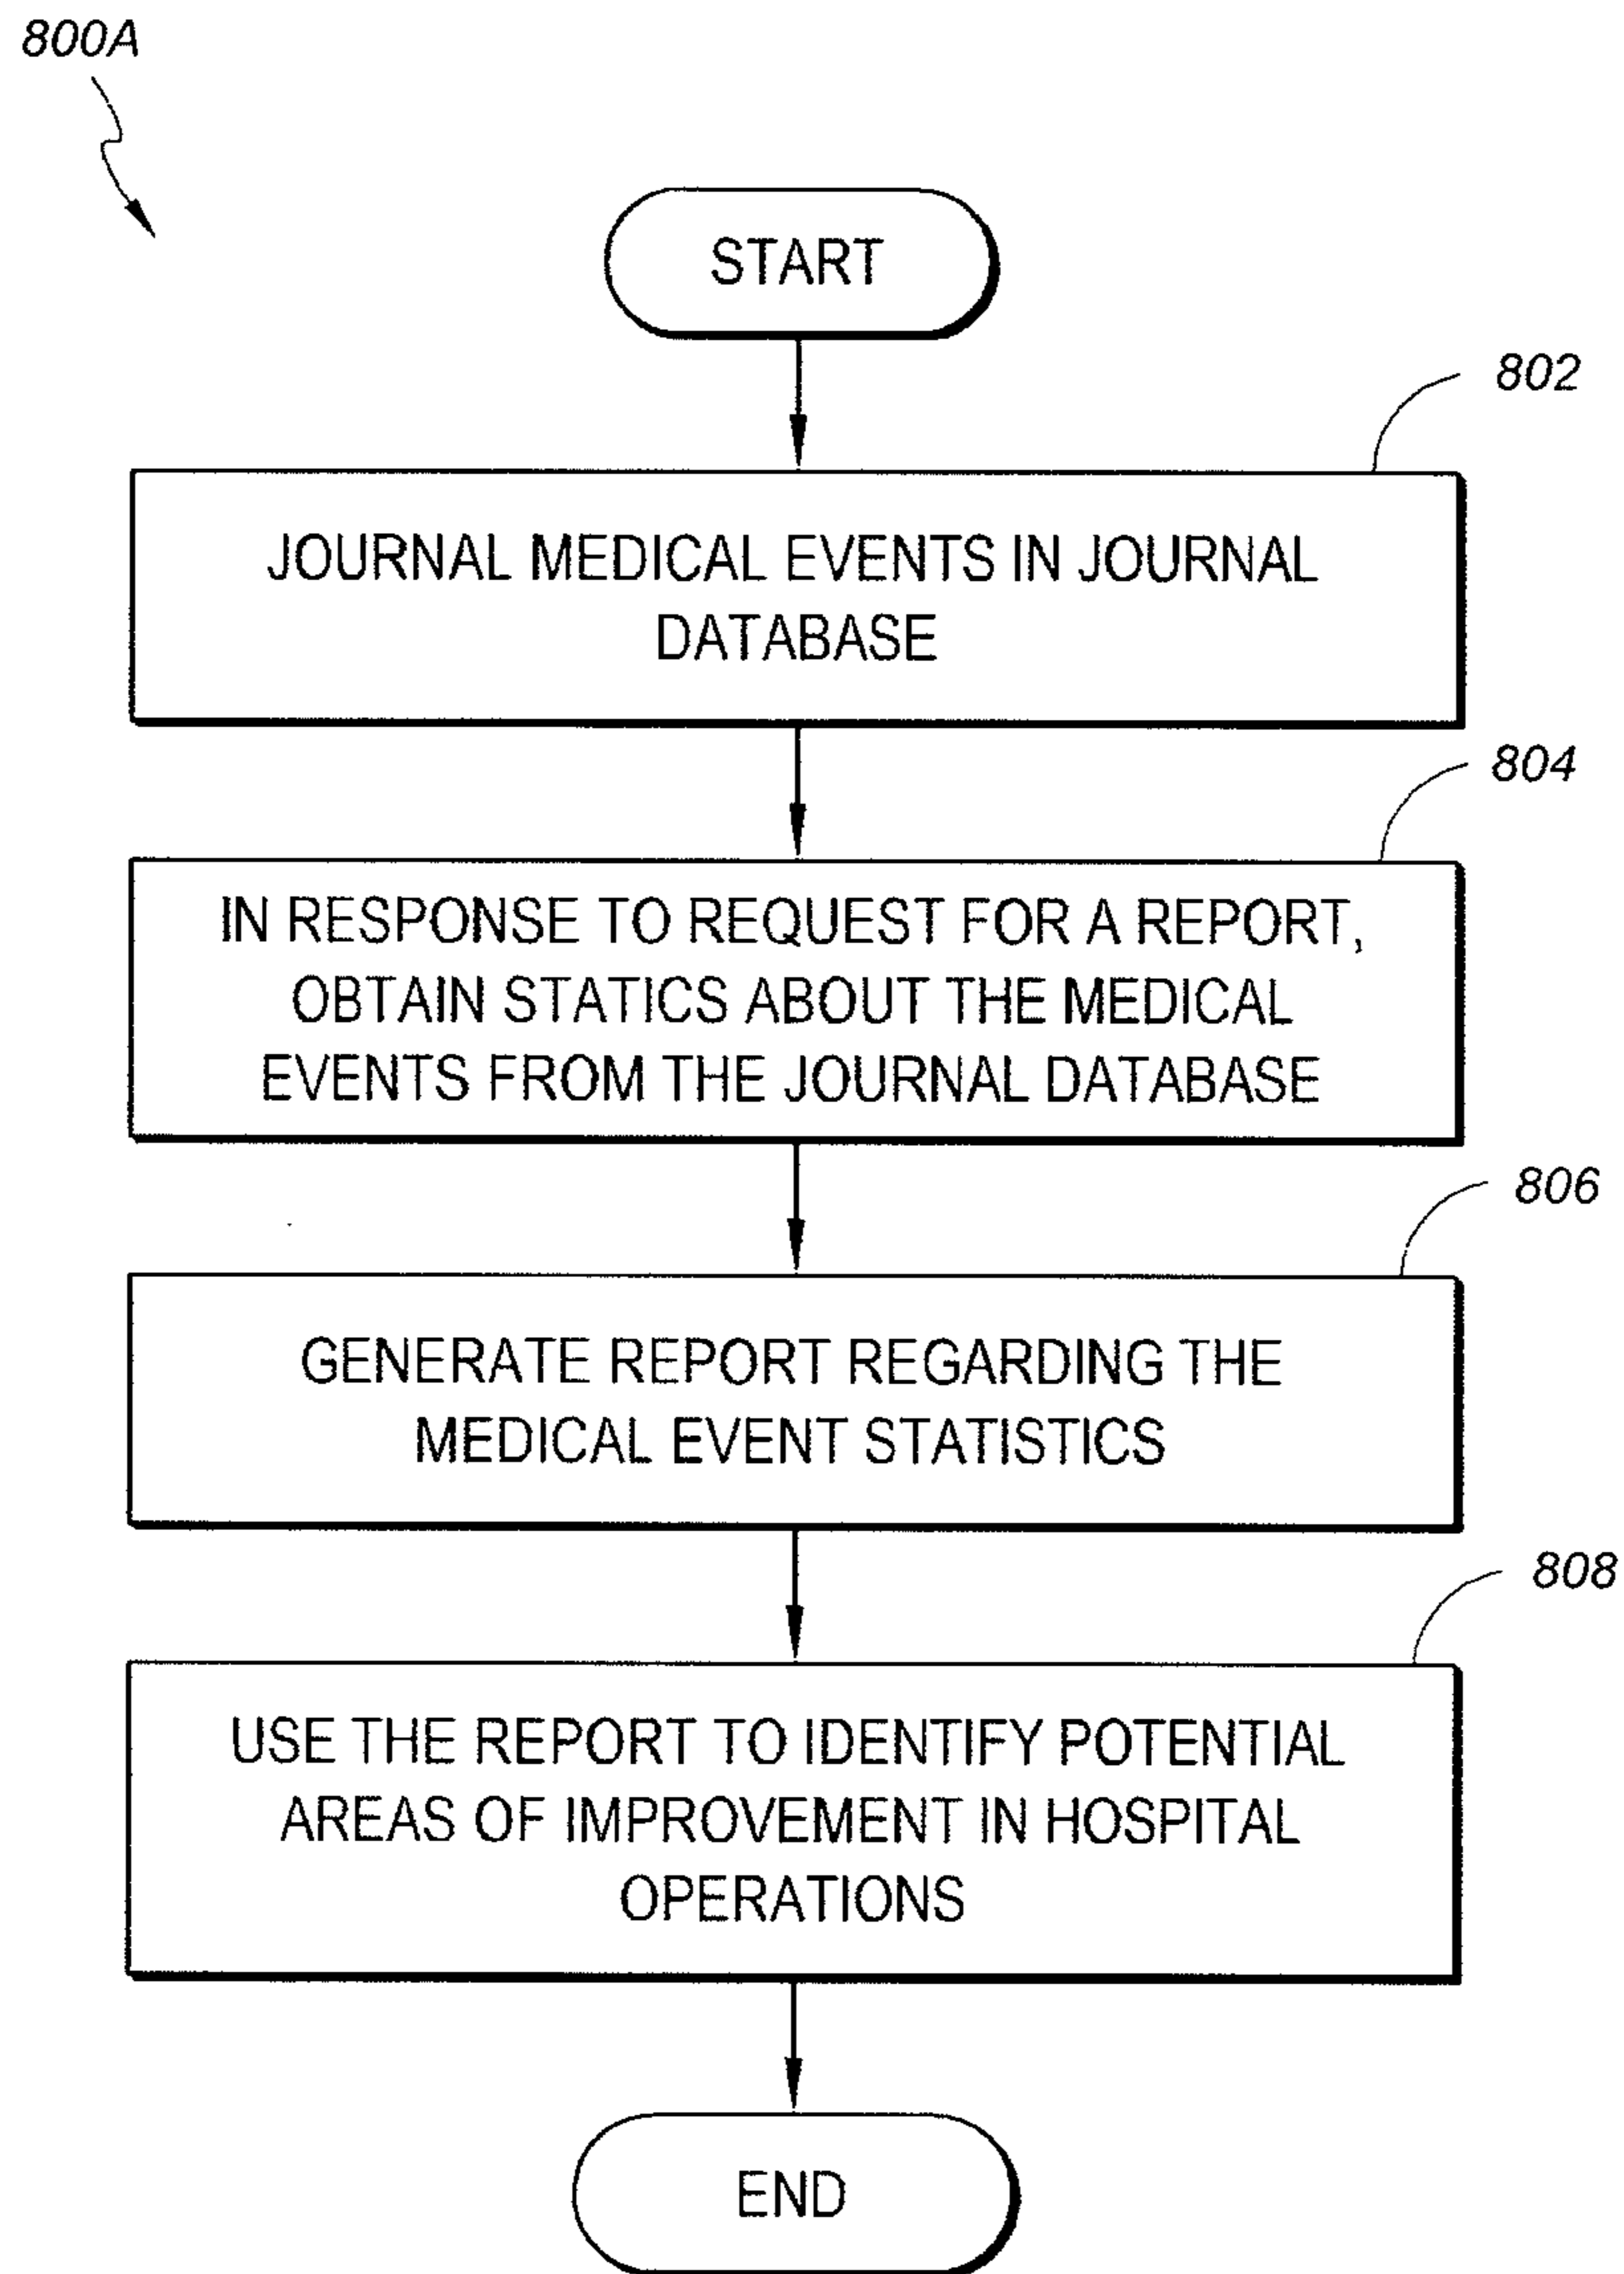 800A
START
802
JOURNAL MEDICAL EVENTS IN JOURNAL
DATABASE
804
IN RESPONSE TO REQUEST FOR A REPORT,
OBTAIN STATICS ABOUT THE MEDICAL
EVENTS FROM THE JOURNAL DATABASE
806
GENERATE REPORT REGARDING THE
MEDICAL EVENT STATISTICS
808
USE THE REPORT TO IDENTIFY POTENTIAL
AREAS OF IMPROVEMENT IN HOSPITAL
OPERATIONS
END